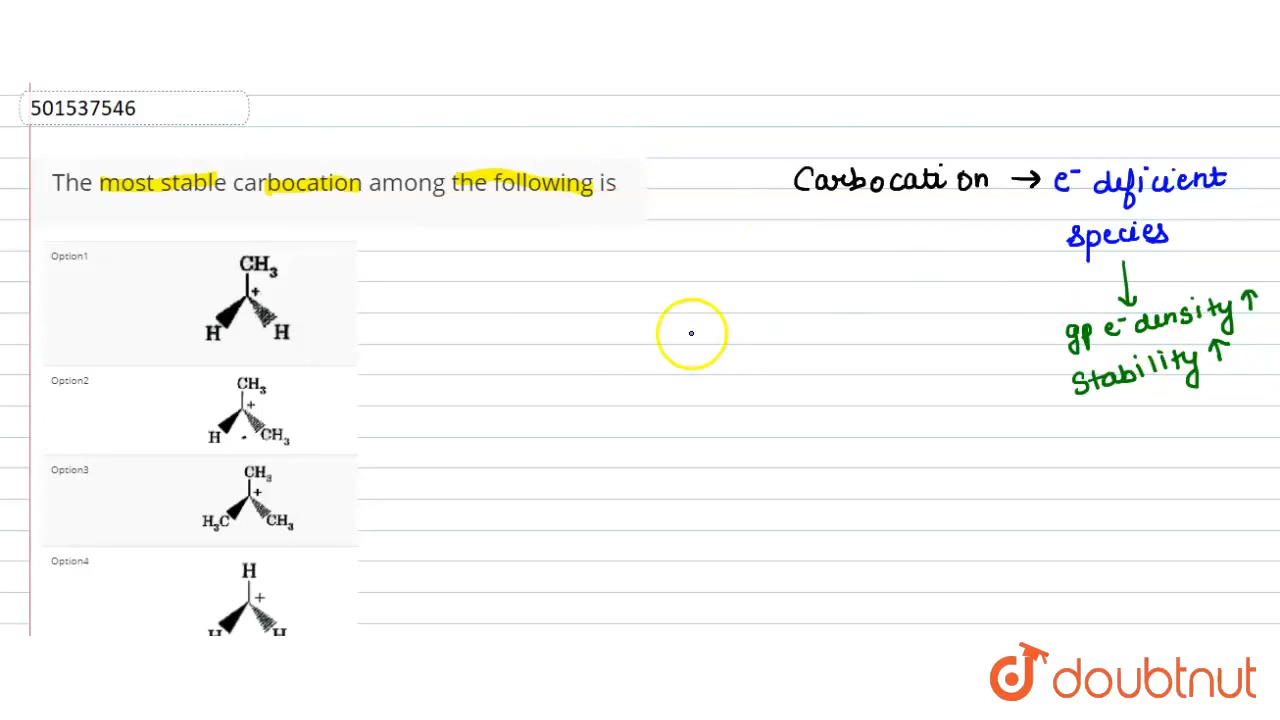 501537546
The most stable carbocation among the following is
Carbocation → e⁻ deficient
species
↓
gp e⁻ density ↑
Stability ↑
Option1
CH₃
+
H H
Option2
CH₃
+
H CH₃
Option3
CH₃
+
H₃C CH₃
Option4
H
+
H H
doubtnut